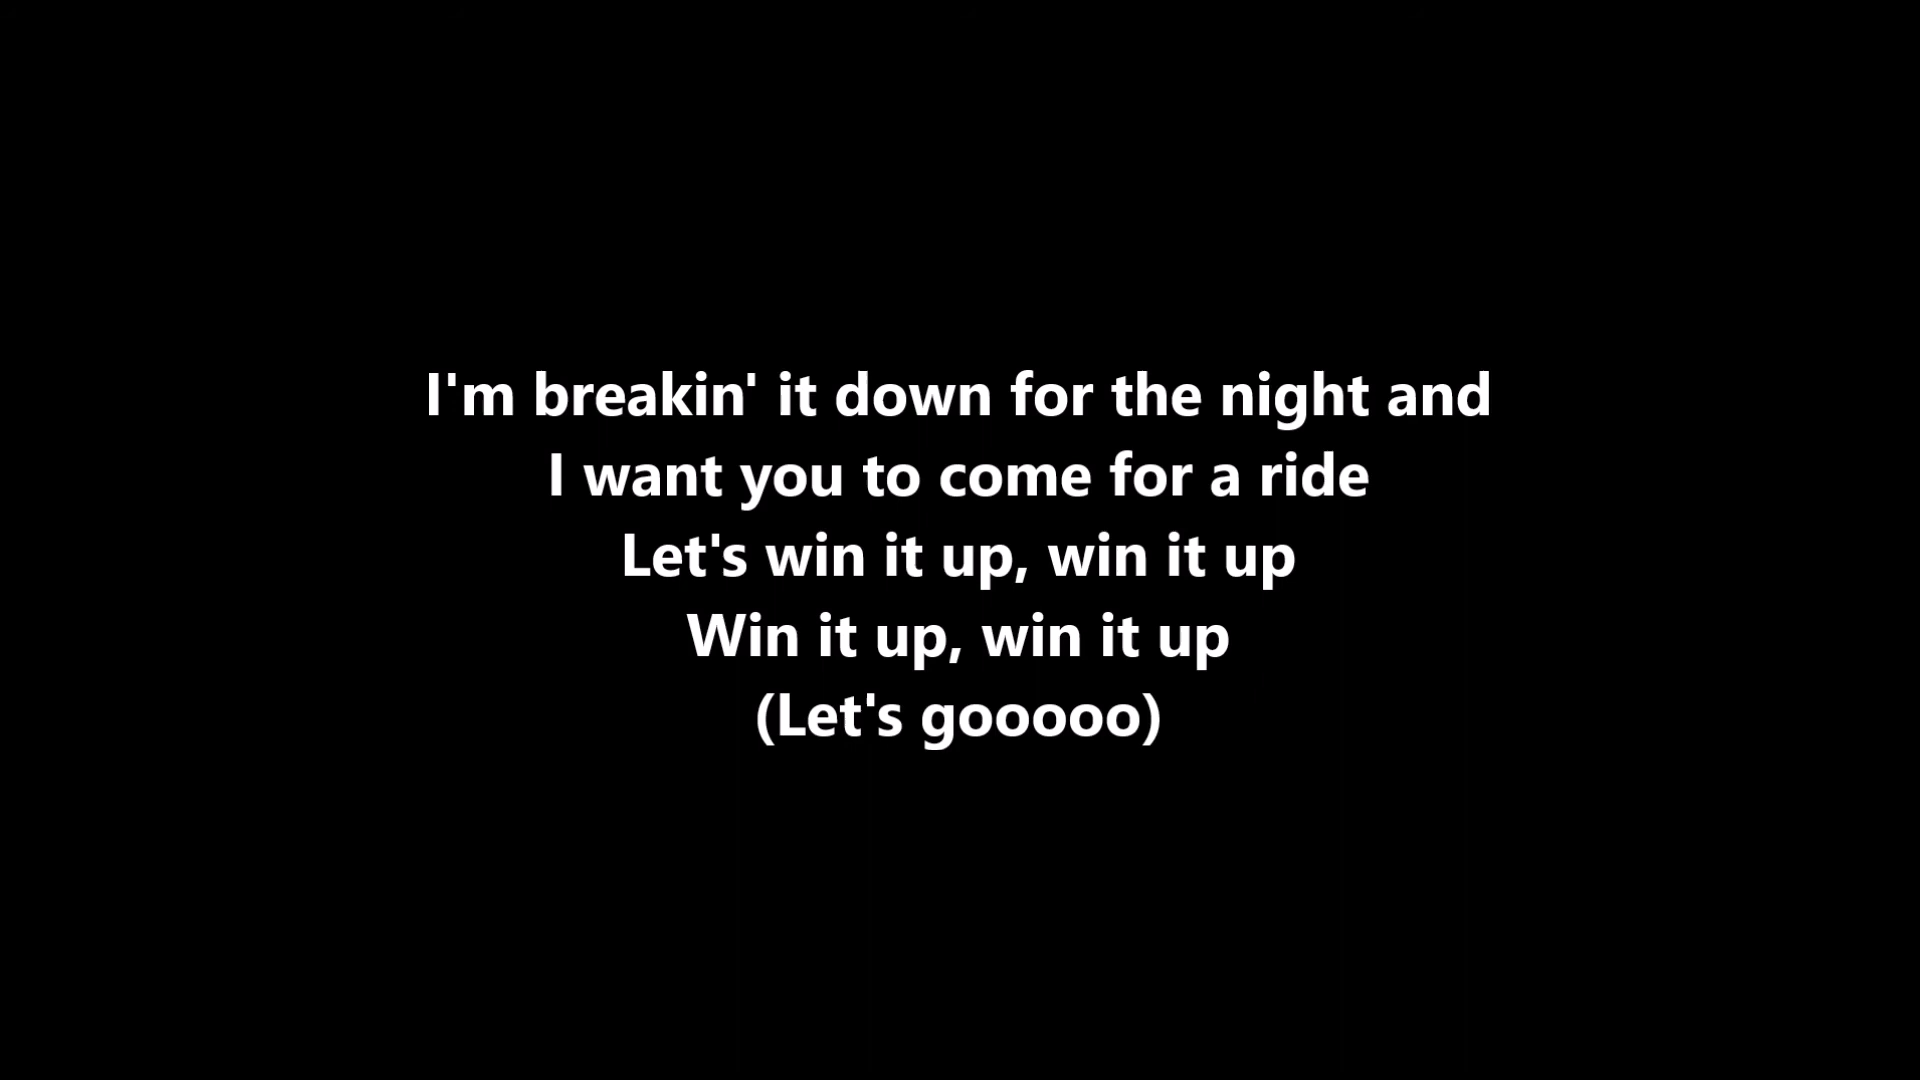 I'm breakin' it down for the night and
I want you to come for a ride
Let's win it up, win it up
Win it up, win it up
(Let's gooooo)